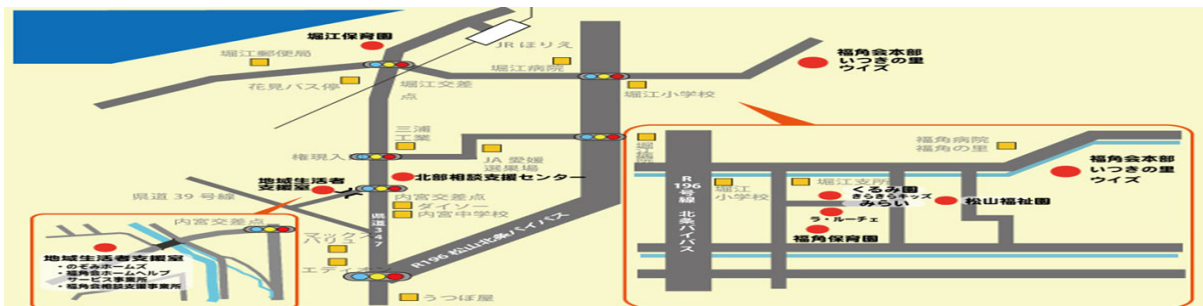 堀江保育園
堀江郵便局
花見バス停
堀江交差
点
JRほりえ
堀江病院
堀江小学校
福角会本部
いつきの里
ウイズ
三浦
工業
権現入
JA愛媛
選果場
北部相談支援センター
地域生活者
支援室
県道39号線
内宮交差点
ダイソー
内宮中学校
県道347
マックス
バリュ
エディオン
うつぼ屋
R196松山北条バイパス
内宮交差点
地域生活者支援室
・のぞみホームズ
・福角会ホームヘルプ
サービス事業所
・福角会相談支援事業所
R196号線 北条バイパス
堀江
小学校
堀江支所
福角病院
福角の里
福角会本部
いつきの里
ウイズ
くるみ園
きらきらキッズ
みらい
ラ・ルーチェ
福角保育園
松山福祉園